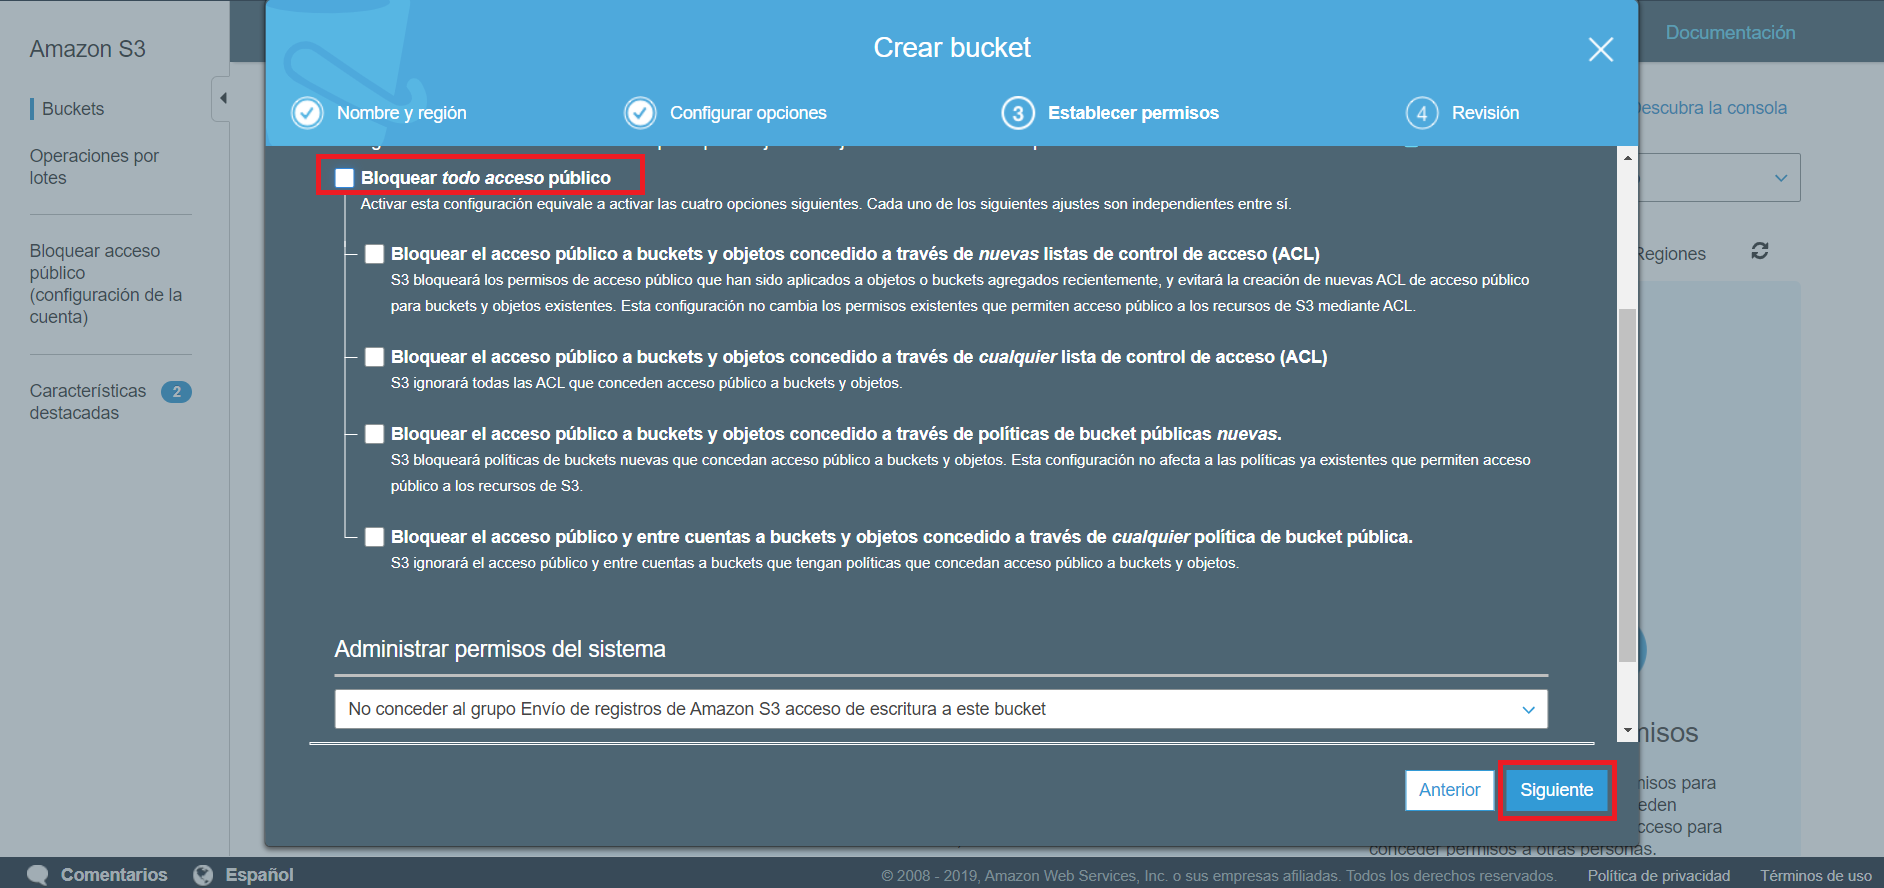 Amazon S3
Buckets
Operaciones por
lotes
Bloquear acceso
público
(configuración de la
cuenta)
Características 2
destacadas
Documentación
Descubra la consola
Regiones
Crear bucket
Nombre y región
Configurar opciones
3 Establecer permisos
4 Revisión
Bloquear todo acceso público
Activar esta configuración equivale a activar las cuatro opciones siguientes. Cada uno de los siguientes ajustes son independientes entre sí.
Bloquear el acceso público a buckets y objetos concedido a través de nuevas listas de control de acceso (ACL)
S3 bloqueará los permisos de acceso público que han sido aplicados a objetos o buckets agregados recientemente, y evitará la creación de nuevas ACL de acceso público
para buckets y objetos existentes. Esta configuración no cambia los permisos existentes que permiten acceso público a los recursos de S3 mediante ACL.
Bloquear el acceso público a buckets y objetos concedido a través de cualquier lista de control de acceso (ACL)
S3 ignorará todas las ACL que conceden acceso público a buckets y objetos.
Bloquear el acceso público a buckets y objetos concedido a través de políticas de bucket públicas nuevas.
S3 bloqueará políticas de buckets nuevas que concedan acceso público a buckets y objetos. Esta configuración no afecta a las políticas ya existentes que permiten acceso
público a los recursos de S3.
Bloquear el acceso público y entre cuentas a buckets y objetos concedido a través de cualquier política de bucket pública.
S3 ignorará el acceso público y entre cuentas a buckets que tengan políticas que concedan acceso público a buckets y objetos.
Administrar permisos del sistema
No conceder al grupo Envío de registros de Amazon S3 acceso de escritura a este bucket
Anterior
Siguiente
misos
misos para
eden
cceso para
conceder permisos a otras personas.
Comentarios
Español
© 2008 - 2019, Amazon Web Services, Inc. o sus empresas afiliadas. Todos los derechos reservados.
Política de privacidad
Términos de uso